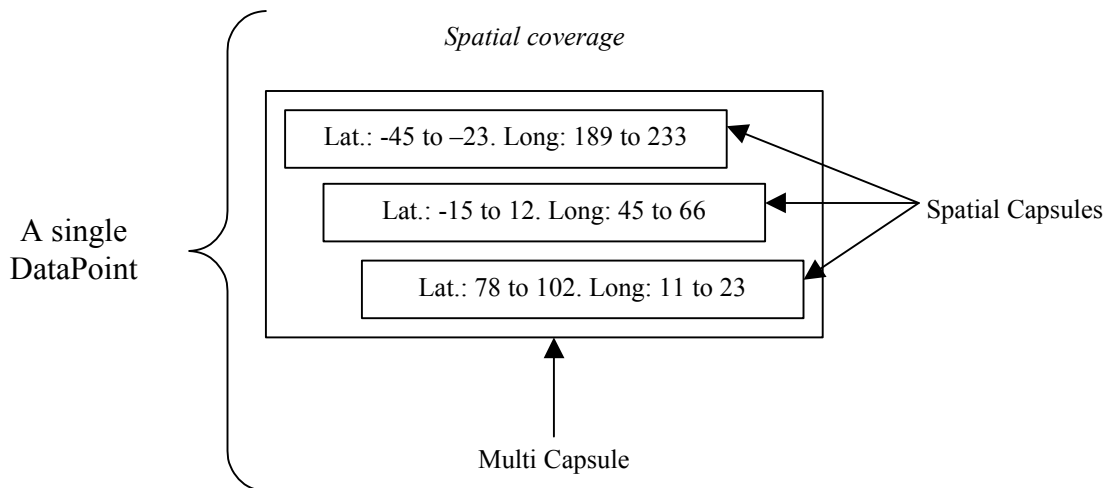 Spatial coverage
Lat.: -45 to –23. Long: 189 to 233
Lat.: -15 to 12. Long: 45 to 66
Lat.: 78 to 102. Long: 11 to 23
A single
DataPoint
Spatial Capsules
Multi Capsule